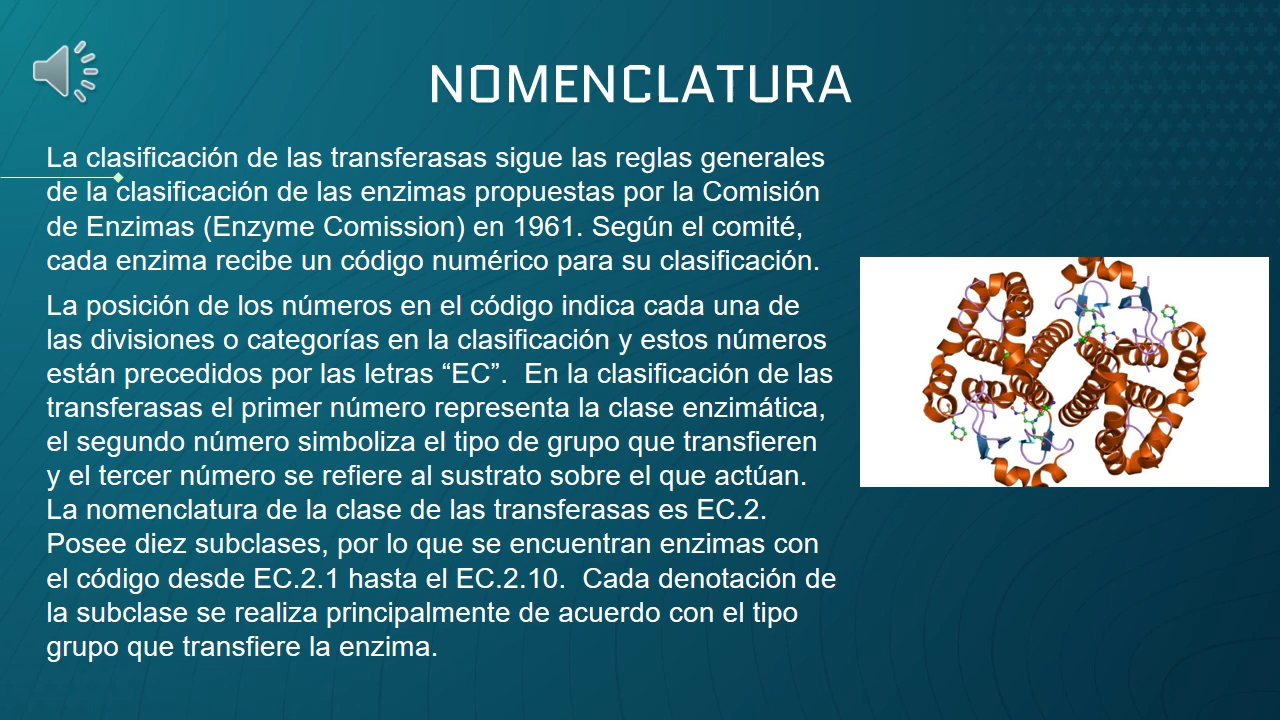 NOMENCLATURA
La clasificación de las transferasas sigue las reglas generales
de la clasificación de las enzimas propuestas por la Comisión
de Enzimas (Enzyme Comission) en 1961. Según el comité,
cada enzima recibe un código numérico para su clasificación.
La posición de los números en el código indica cada una de
las divisiones o categorías en la clasificación y estos números
están precedidos por las letras “EC”.  En la clasificación de las
transferasas el primer número representa la clase enzimática,
el segundo número simboliza el tipo de grupo que transfieren
y el tercer número se refiere al sustrato sobre el que actúan.
La nomenclatura de la clase de las transferasas es EC.2.
Posee diez subclases, por lo que se encuentran enzimas con
el código desde EC.2.1 hasta el EC.2.10.  Cada denotación de
la subclase se realiza principalmente de acuerdo con el tipo
grupo que transfiere la enzima.